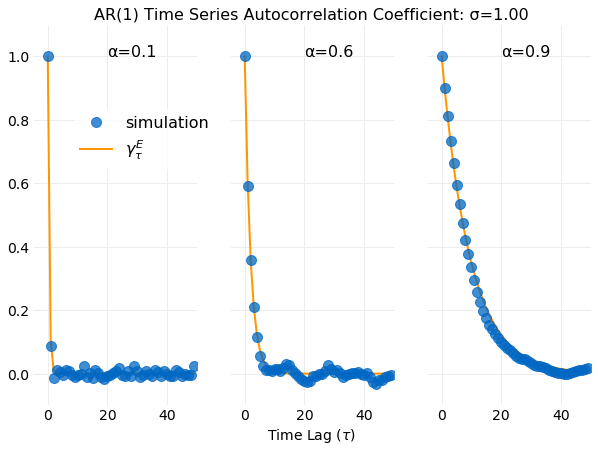 AR(1) Time Series Autocorrelation Coefficient: σ=1.00
α=0.1
α=0.6
α=0.9
simulation
γ_τ^E
1.0
0.8
0.6
0.4
0.2
0.0
0 20 40
0 20 40
0 20 40
Time Lag (τ)